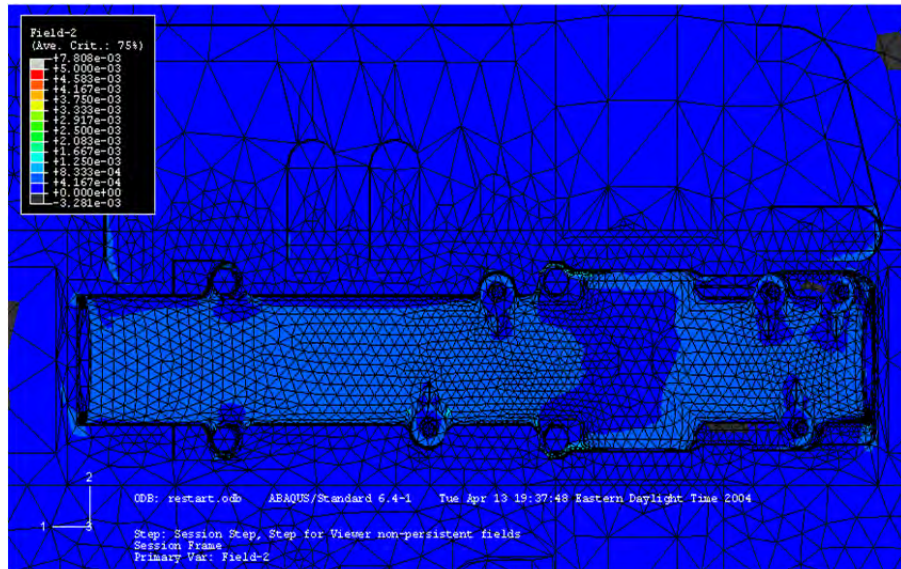 Field-2
(Ave. Crit.: 75%)
+7.808e-03
+5.000e-03
+4.583e-03
+4.167e-03
+3.750e-03
+3.333e-03
+2.917e-03
+2.500e-03
+2.083e-03
+1.667e-03
+1.250e-03
+8.333e-04
+4.167e-04
+0.000e+00
-3.281e-03
2
1
3
ODB: restart.odb ABAQUS/Standard 6.4-1 Tue Apr 13 19:37:48 Eastern Daylight Time 2004
Step: Session Step, Step for Viewer non-persistent fields
Session Frame
Primary Var: Field-2